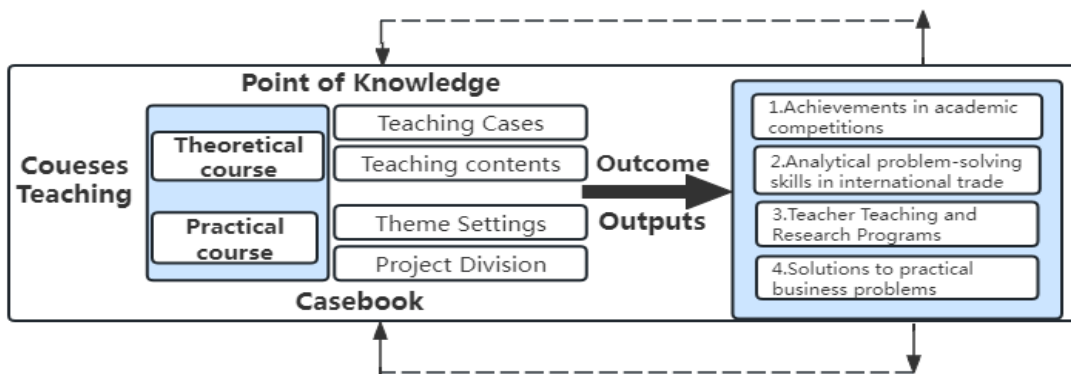 Point of Knowledge
Coueses
Teaching
Theoretical
course
Practical
course
Teaching Cases
Teaching contents
Theme Settings
Project Division
Casebook
Outcome
Outputs
1.Achievements in academic
competitions
2.Analytical problem-solving
skills in international trade
3.Teacher Teaching and
Research Programs
4.Solutions to practical
business problems